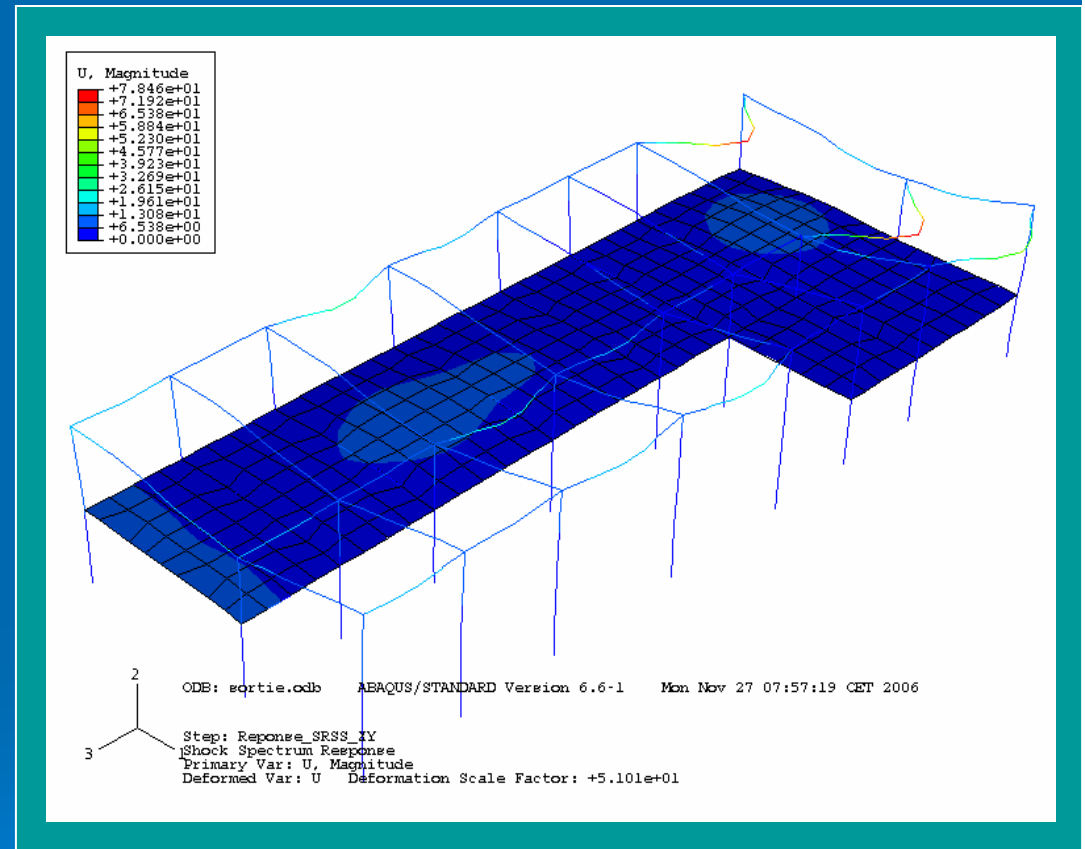 U, Magnitude
+7.846e+01
+7.192e+01
+6.538e+01
+5.884e+01
+5.230e+01
+4.577e+01
+3.923e+01
+3.269e+01
+2.615e+01
+1.961e+01
+1.308e+01
+6.538e+00
+0.000e+00
2
3
1
ODB: sortie.odb ABAQUS/STANDARD Version 6.6-1 Mon Nov 27 07:57:19 CET 2006
Step: Reponse_SRSS_XY
Shock Spectrum Response
Primary Var: U, Magnitude
Deformed Var: U Deformation Scale Factor: +5.101e+01